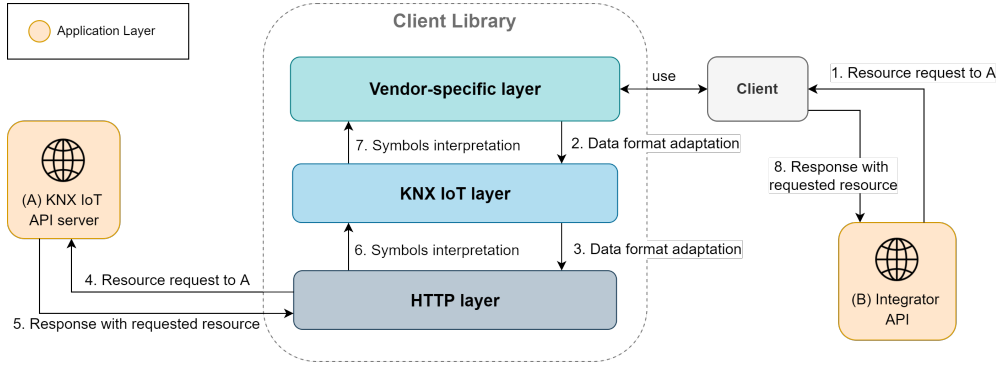 Application Layer
Client Library
Vendor-specific layer
use
Client
1. Resource request to A
7. Symbols interpretation
2. Data format adaptation
8. Response with
requested resource
(A) KNX IoT
API server
KNX IoT layer
6. Symbols interpretation
3. Data format adaptation
4. Resource request to A
HTTP layer
5. Response with requested resource
(B) Integrator
API